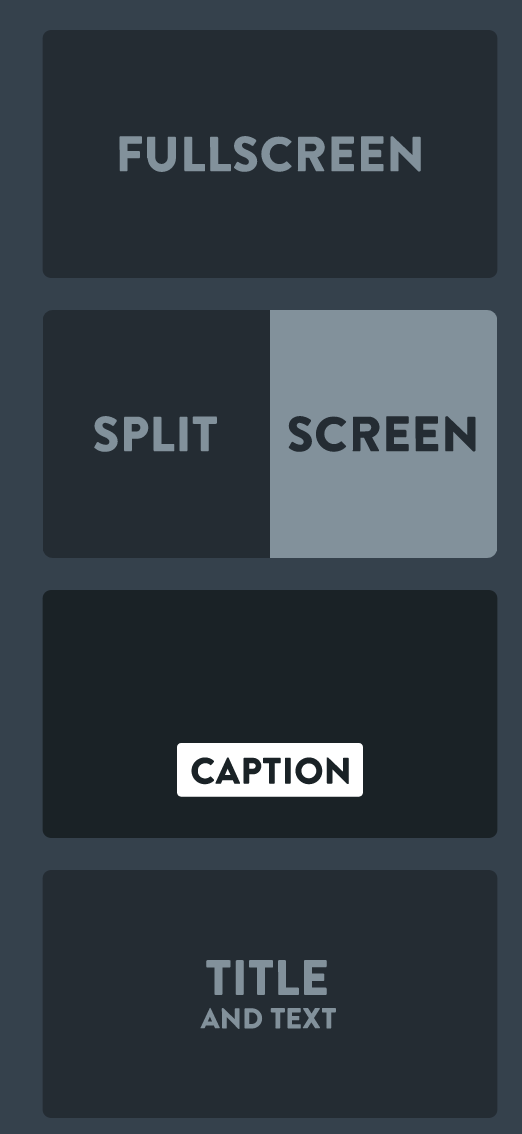 FULLSCREEN
SPLIT SCREEN
CAPTION
TITLE
AND TEXT